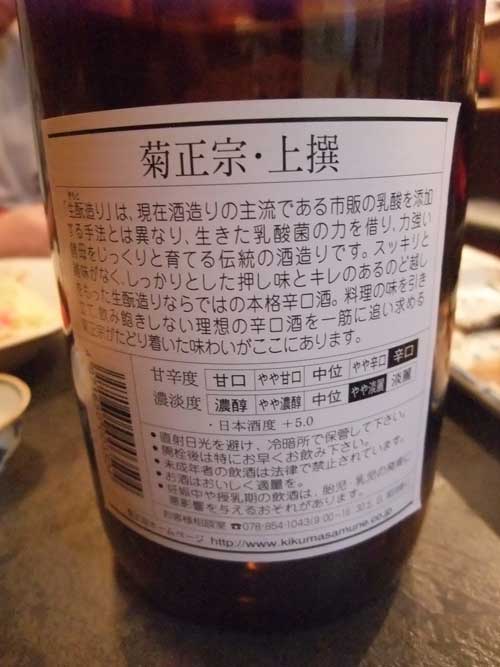 菊正宗・上撰
きもと
「生酛造り」は、現在酒造りの主流である市販の乳酸を添加
する手法とは異なり、生きた乳酸菌の力を借り、力強い
酵母をじっくりと育てる伝統の酒造りです。スッキリと
雑味がなく、しっかりとした押し味とキレのあるのど越し
をもった生酛造りならではの本格辛口酒。料理の味を引き
立て、飲み飽きしない理想の辛口酒を一筋に追い求める
菊正宗がたどり着いた味わいがここにあります。
甘辛度 甘口 やや甘口 中位 やや辛口 辛口
濃淡度 濃醇 やや濃醇 中位 やや淡麗 淡麗
・日本酒度 +5.0
●直射日光を避け、冷暗所で保管して下さい。
●開栓後は特にお早くお飲み下さい。
●未成年者の飲酒は法律で禁止されています。
●お酒はおいしく適量を。
●妊娠中や授乳期の飲酒は、胎児・乳児の発育に
悪影響を与えるおそれがあります。
お客様相談室 ☎078-854-1043(9:00~16:30
ホームページ http://www.kikumasamune.co.jp